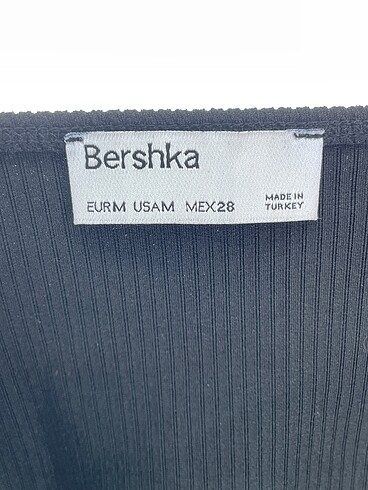 Bershka
EUR M USA M MEX 28
MADE IN
TURKEY